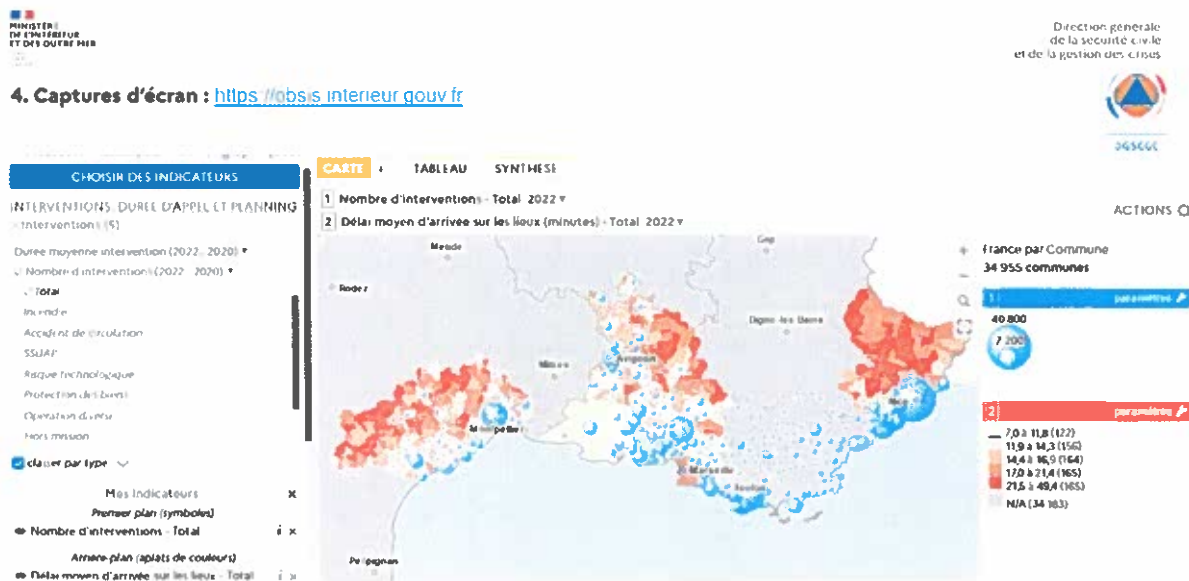 MINISTÈRE
DE L'INTÉRIEUR
ET DES OUTRE-MER
Direction générale
de la sécurité civile
et de la gestion des crises
4. Captures d'écran : https://obsis.interieur.gouv.fr
DGSCGC
CHOISIR DES INDICATEURS
INTERVENTIONS, DUREE D'APPEL ET PLANNING
Intervention (5)
Durée moyenne intervention (2022 2020) ▾
Nombre d'interventions (2022 2020) ▾
Total
Incendie
Accident de circulation
SSUAP
Risque technologique
Protection des biens
Opération diverse
Hors mission
classer par type
Mes Indicateurs ×
Premier plan (symboles)
Nombre d'interventions - Total i ×
Arrière-plan (aplats de couleurs)
Délai moyen d'arrivée sur les lieux - Total i ×
CARTE + TABLEAU SYNTHESE
1 Nombre d'interventions - Total 2022 ▾
2 Délai moyen d'arrivée sur les lieux (minutes) - Total 2022 ▾
ACTIONS
Mende
Gap
Rodez
Digne-les-Bains
Nîmes
Avignon
Nice
Montpellier
Marseille
Toulon
Perpignan
+
France par Commune
34 955 communes
1 paramètres
40 800
7 200
2 paramètres
7,0 à 11,8 (122)
11,9 à 14,3 (156)
14,4 à 16,9 (164)
17,0 à 21,4 (165)
21,5 à 49,4 (165)
N/A (34 183)